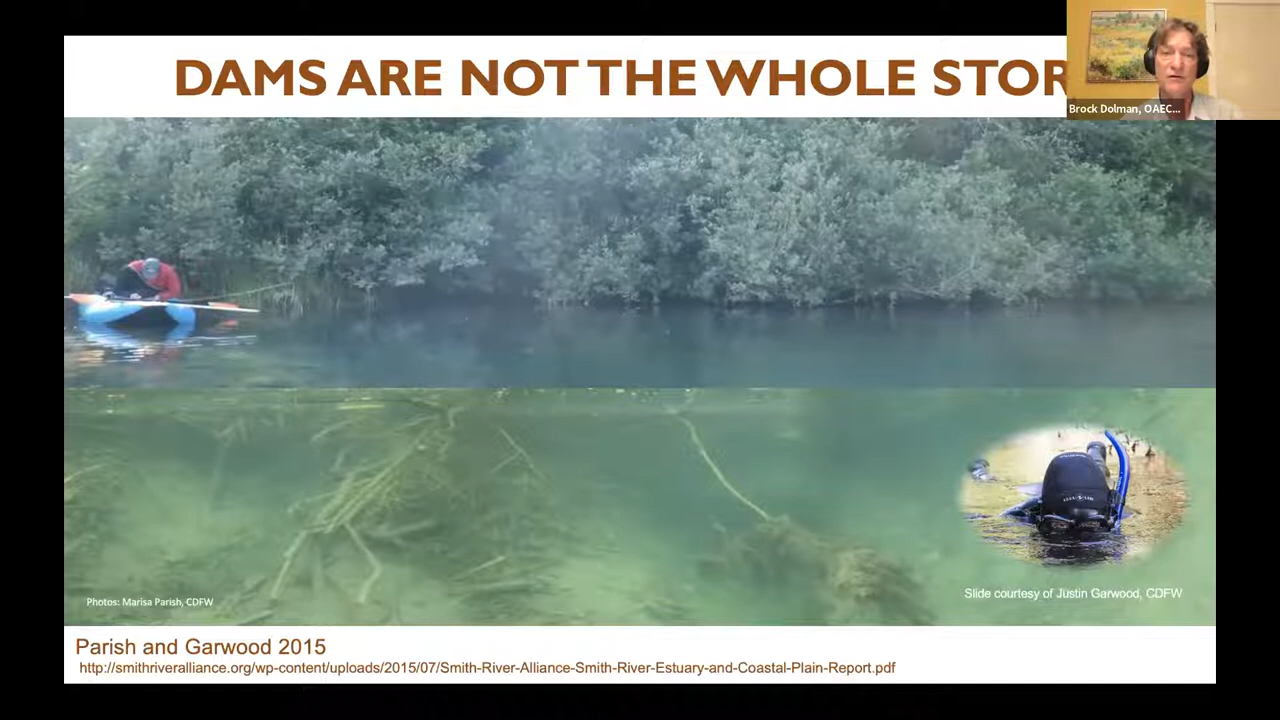 DAMS ARE NOT THE WHOLE STOR
Brock Dolman, OAEC...
Photos: Marisa Parish, CDFW
Slide courtesy of Justin Garwood, CDFW
Parish and Garwood 2015
http://smithriveralliance.org/wp-content/uploads/2015/07/Smith-River-Alliance-Smith-River-Estuary-and-Coastal-Plain-Report.pdf